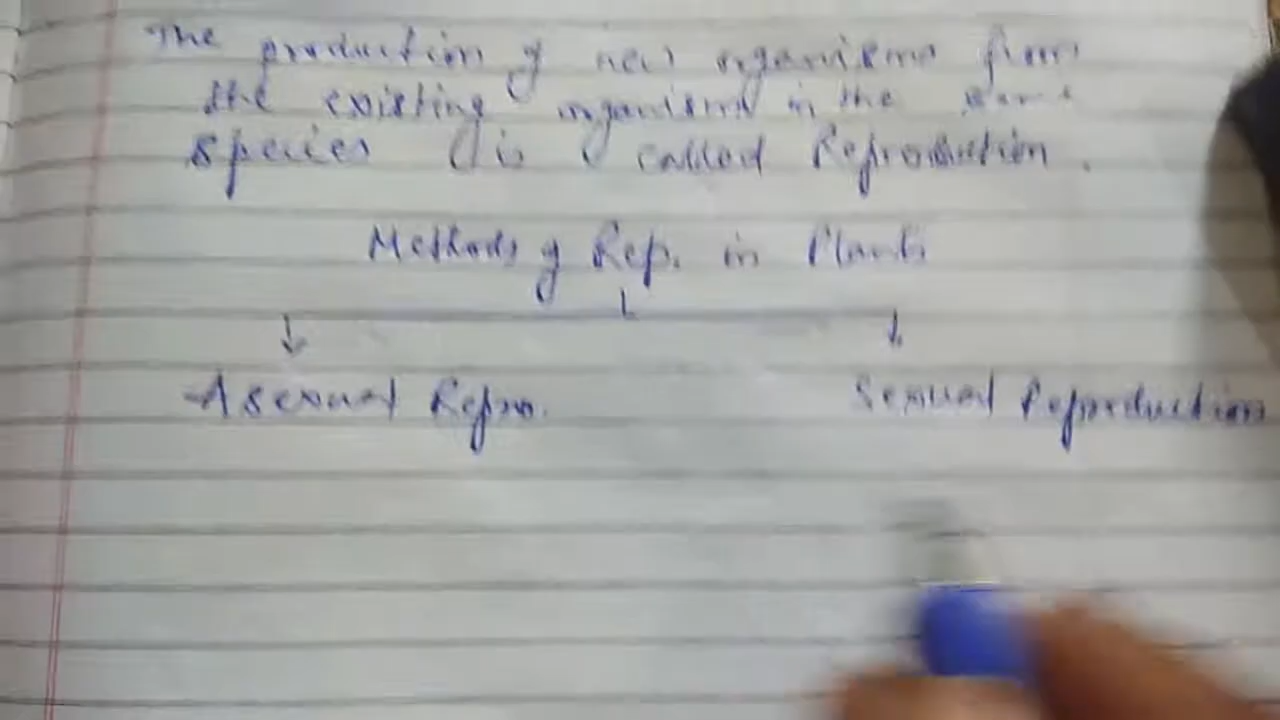 The production of new organisms from
the existing organisms in the same
species is called Reproduction.
Methods of Rep. in Plants
Asexual Repro.
Sexual Reproduction